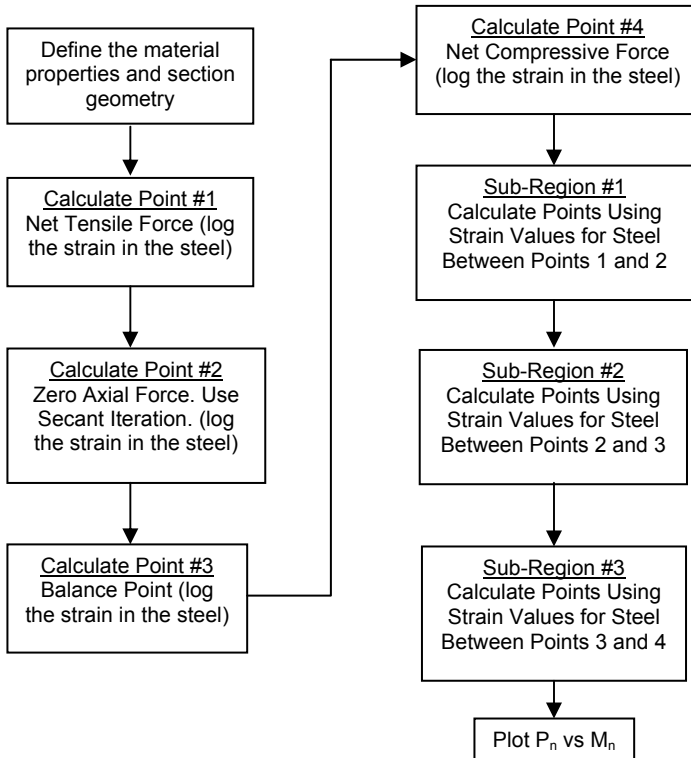 Define the material
properties and section
geometry
Calculate Point #1
Net Tensile Force (log
the strain in the steel)
Calculate Point #2
Zero Axial Force. Use
Secant Iteration. (log
the strain in the steel)
Calculate Point #3
Balance Point (log
the strain in the steel)
Calculate Point #4
Net Compressive Force
(log the strain in the steel)
Sub-Region #1
Calculate Points Using
Strain Values for Steel
Between Points 1 and 2
Sub-Region #2
Calculate Points Using
Strain Values for Steel
Between Points 2 and 3
Sub-Region #3
Calculate Points Using
Strain Values for Steel
Between Points 3 and 4
Plot Pn vs Mn